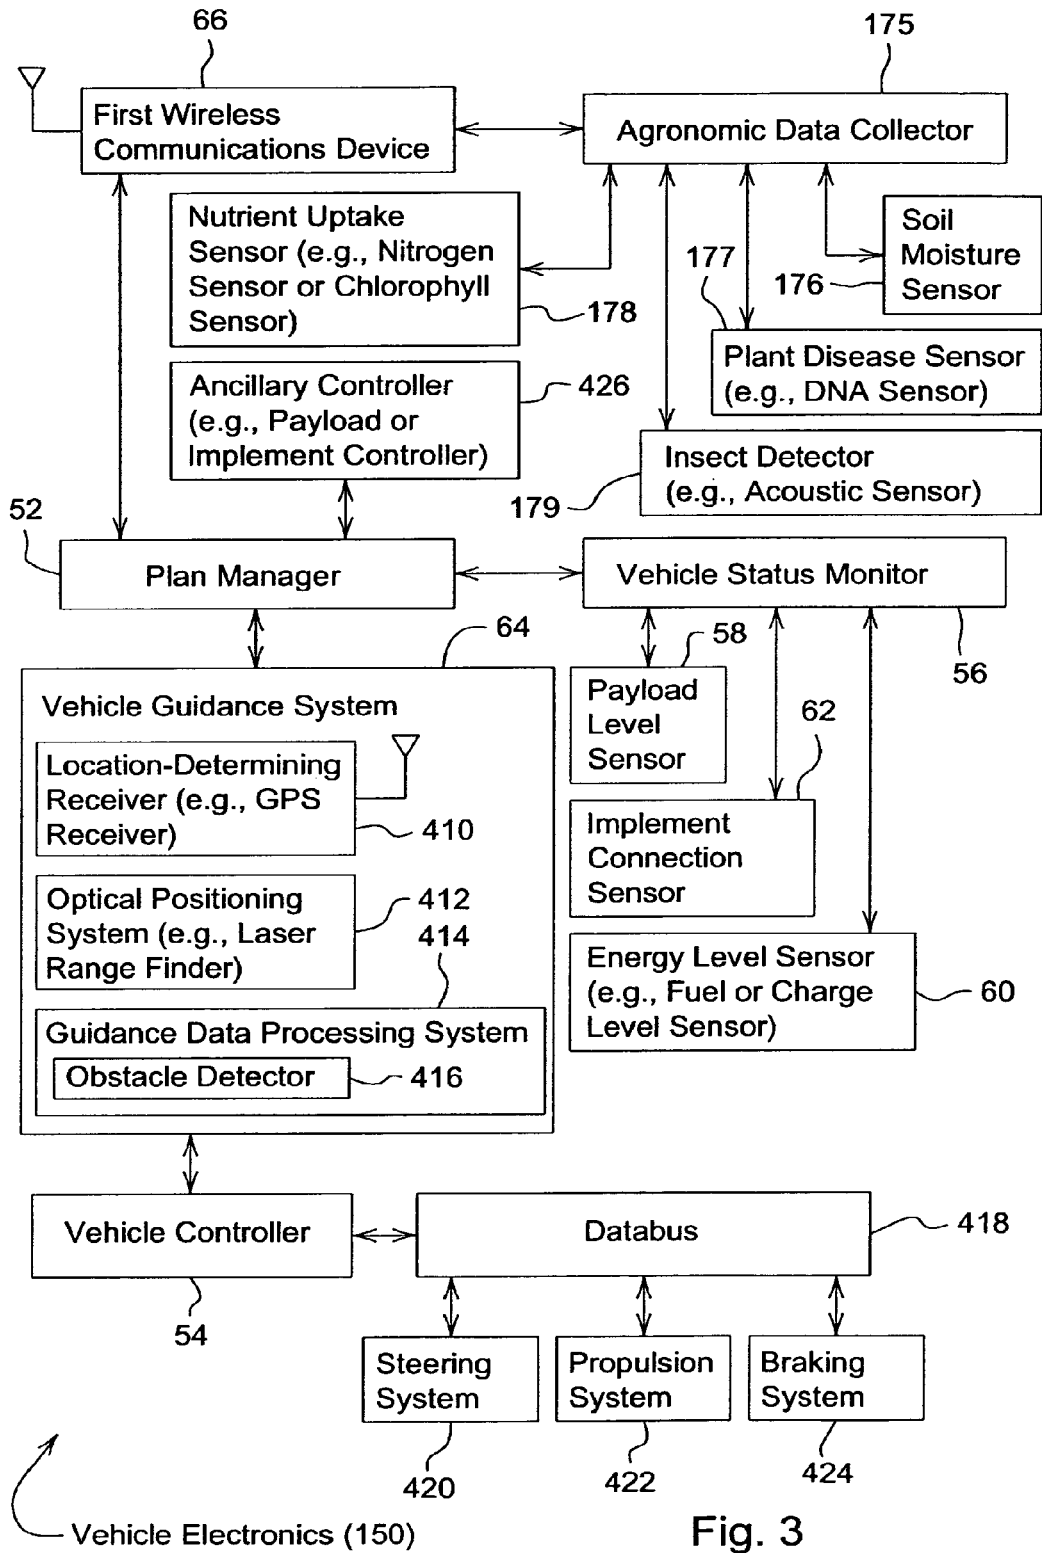 66
175
First Wireless
Communications Device
Agronomic Data Collector
Nutrient Uptake
Sensor (e.g., Nitrogen
Sensor or Chlorophyll
Sensor)
178
Soil
Moisture
Sensor
176
177
Plant Disease Sensor
(e.g., DNA Sensor)
Ancillary Controller
(e.g., Payload or
Implement Controller)
426
Insect Detector
(e.g., Acoustic Sensor)
179
52
Plan Manager
Vehicle Status Monitor
56
64
Vehicle Guidance System
Location-Determining
Receiver (e.g., GPS
Receiver)
410
Optical Positioning
System (e.g., Laser
Range Finder)
412
414
Guidance Data Processing System
Obstacle Detector
416
58
Payload
Level
Sensor
62
Implement
Connection
Sensor
Energy Level Sensor
(e.g., Fuel or Charge
Level Sensor)
60
Vehicle Controller
54
Databus
418
Steering
System
420
Propulsion
System
422
Braking
System
424
Vehicle Electronics (150)
Fig. 3